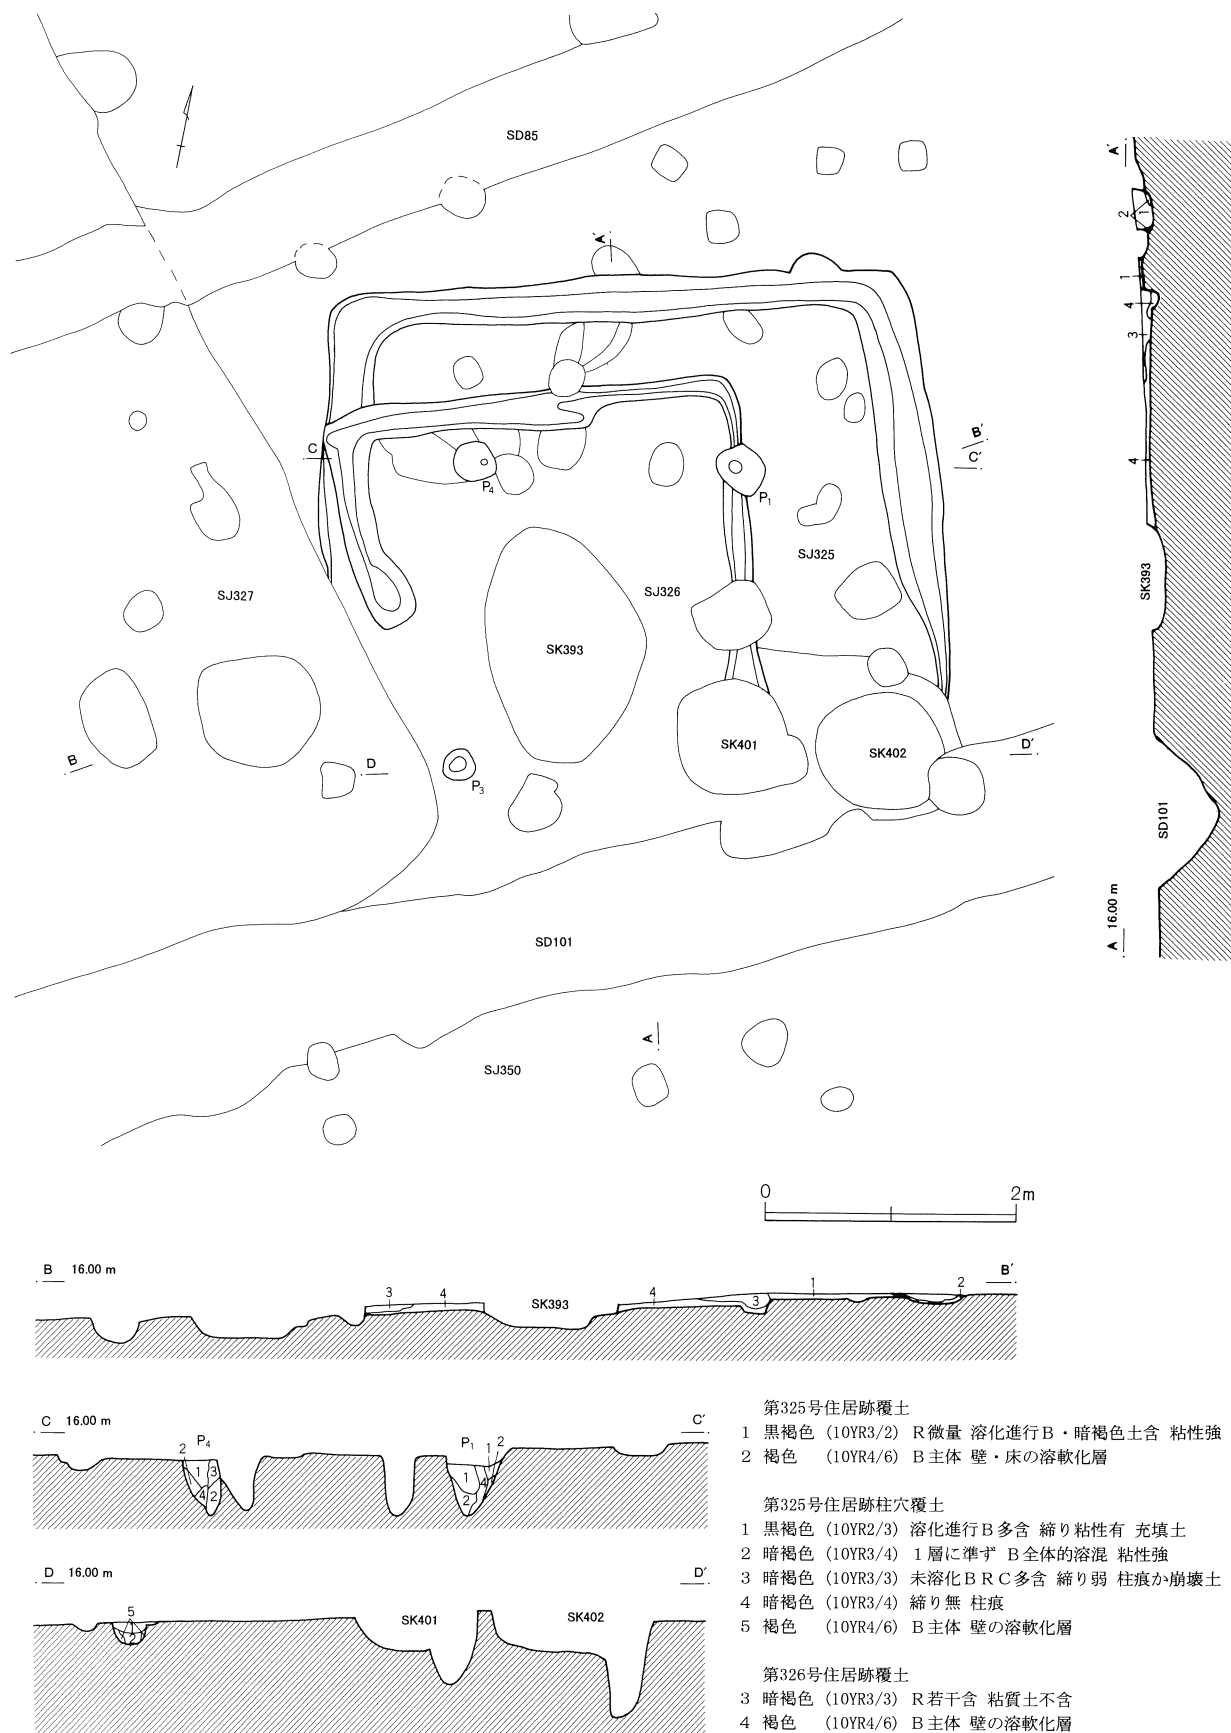 SD85
A′
A′
2
1
1
4
3
B′
C′
C
P4
P1
4
SJ325
SJ327
SJ326
SK393
SK393
SK401
SK402
D′
B
D
P3
SD101
SD101
A 16.00 m
A
SJ350
0 2m
B 16.00 m
B′
3 4 SK393 4 3 1 2
C 16.00 m
C′
P4
P1
2 1 3 4 2
1 2 1 4 2
D 16.00 m
D′
5
2
SK401
SK402
第325号住居跡覆土
1 黒褐色 (10YR3/2) R微量 溶化進行B・暗褐色土含 粘性強
2 褐色 (10YR4/6) B主体 壁・床の溶軟化層
第325号住居跡柱穴覆土
1 黒褐色 (10YR2/3) 溶化進行B多含 締り粘性有 充填土
2 暗褐色 (10YR3/4) 1層に準ず B全体的溶混 粘性強
3 暗褐色 (10YR3/3) 未溶化BRC多含 締り弱 柱痕か崩壊土
4 暗褐色 (10YR3/4) 締り無 柱痕
5 褐色 (10YR4/6) B主体 壁の溶軟化層
第326号住居跡覆土
3 暗褐色 (10YR3/3) R若干含 粘質土不含
4 褐色 (10YR4/6) B主体 壁の溶軟化層